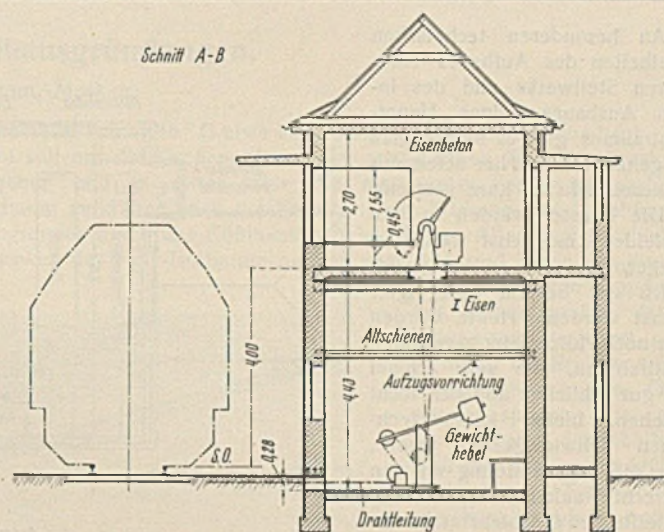 Schnitt A-B
Eisenbeton
2,70
1,55
0,45
I Eisen
4,00
Altschienen
Aufzugsvorrichtung
4,43
Gewicht-
hebel
S.O.
0,28
Drahtleitung